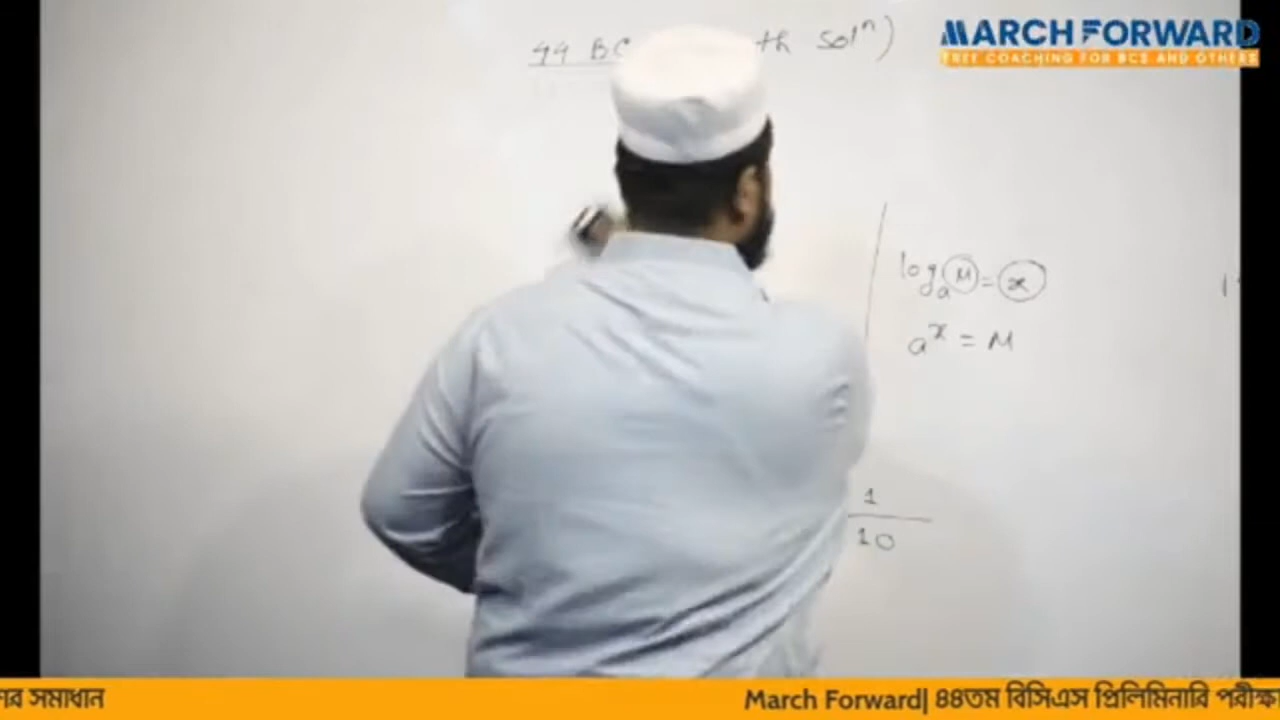 44 BC th Solⁿ)
MARCH FORWARD
FREE COACHING FOR BCS AND OTHERS
logₐ M = x
aˣ = M
1
10
সমাধান
March Forward| ৪৪তম বিসিএস প্রিলিমিনারি পরীক্ষ